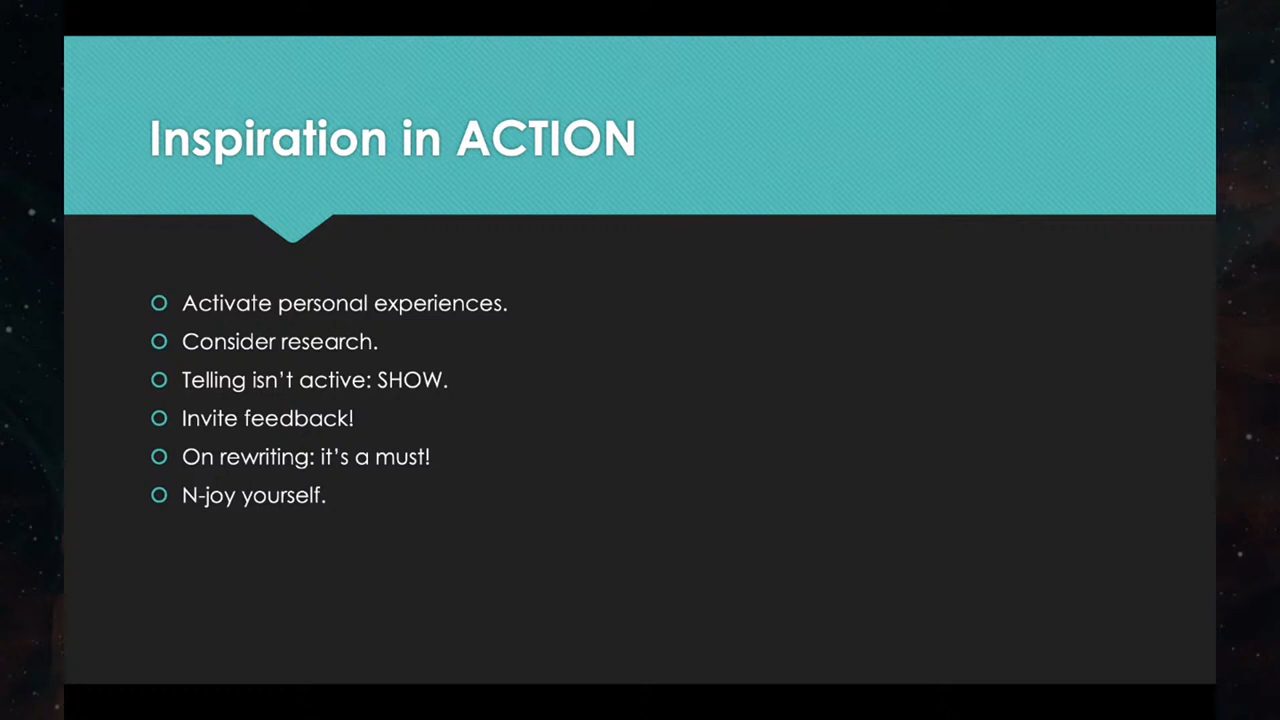 Inspiration in ACTION
Activate personal experiences.
Consider research.
Telling isn’t active: SHOW.
Invite feedback!
On rewriting: it’s a must!
N-joy yourself.